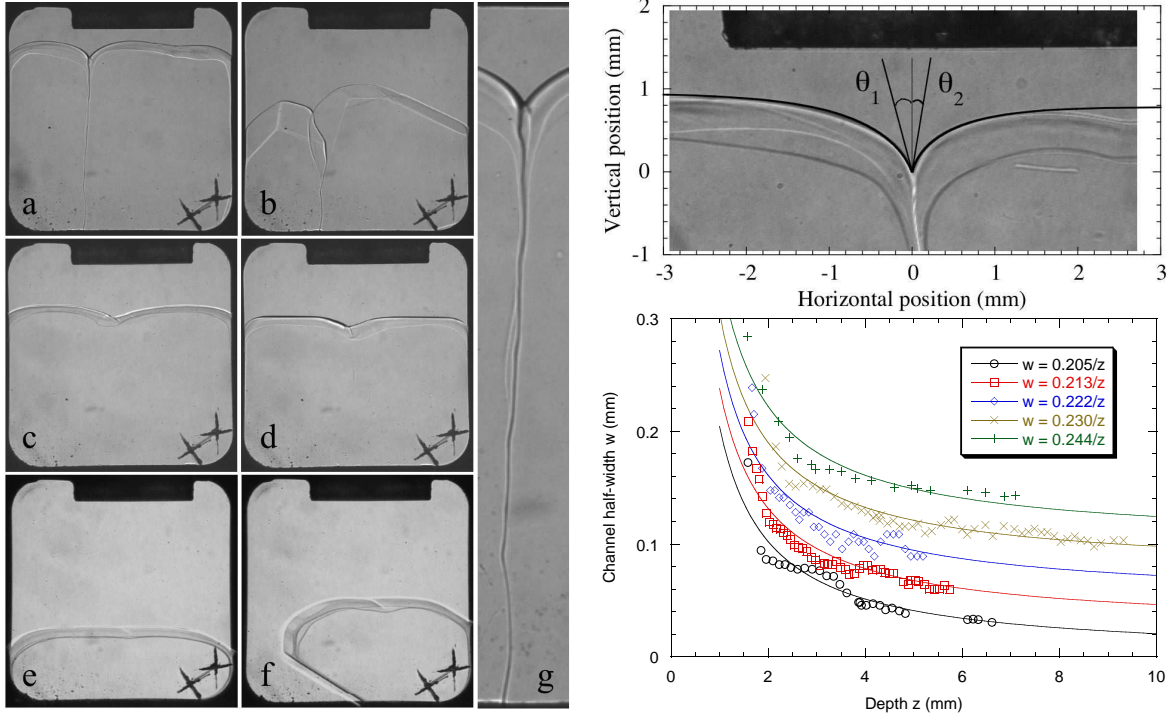 a
b
c
d
e
f
g
Vertical position (mm)
2
1
0
-1
θ1
θ2
-3
-2
-1
0
1
2
3
Horizontal position (mm)
Channel half-width w (mm)
0.3
0.2
0.1
0
w = 0.205/z
w = 0.213/z
w = 0.222/z
w = 0.230/z
w = 0.244/z
0
2
4
6
8
10
Depth z (mm)